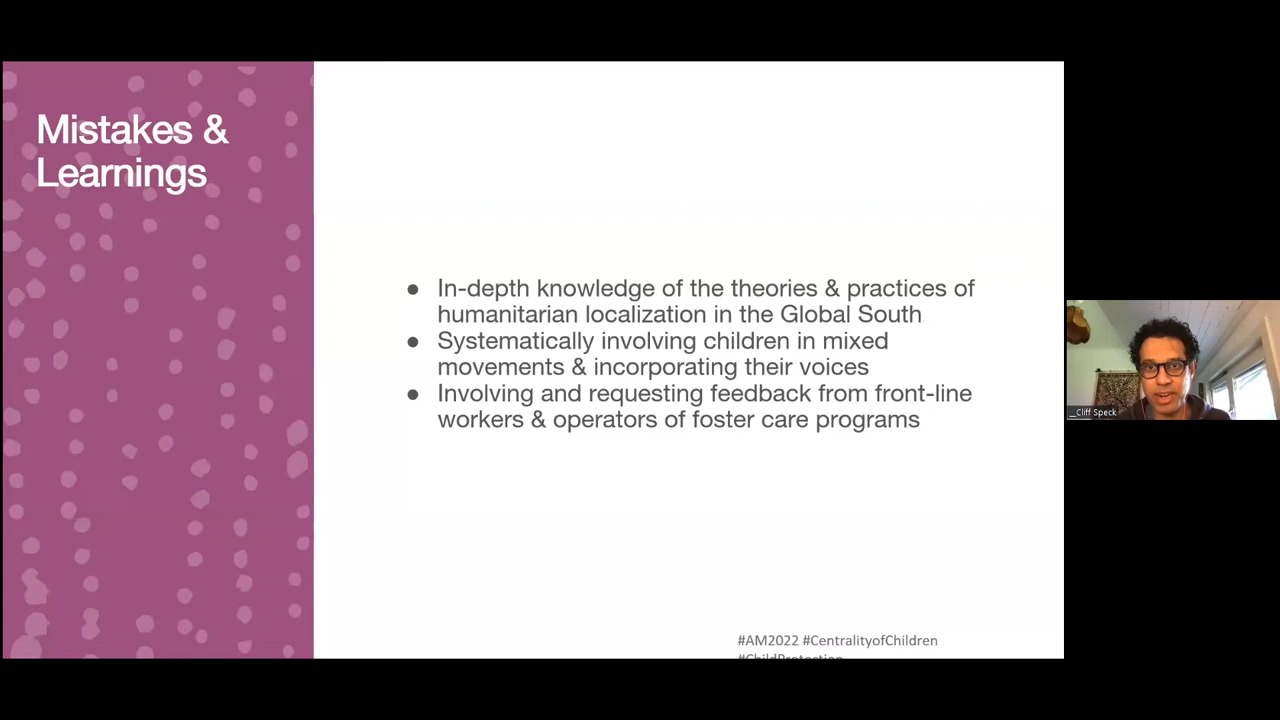 Mistakes &
Learnings
● In-depth knowledge of the theories & practices of
humanitarian localization in the Global South
● Systematically involving children in mixed
movements & incorporating their voices
● Involving and requesting feedback from front-line
workers & operators of foster care programs
#AM2022 #CentralityofChildren
#ChildProtection
__Cliff Speck